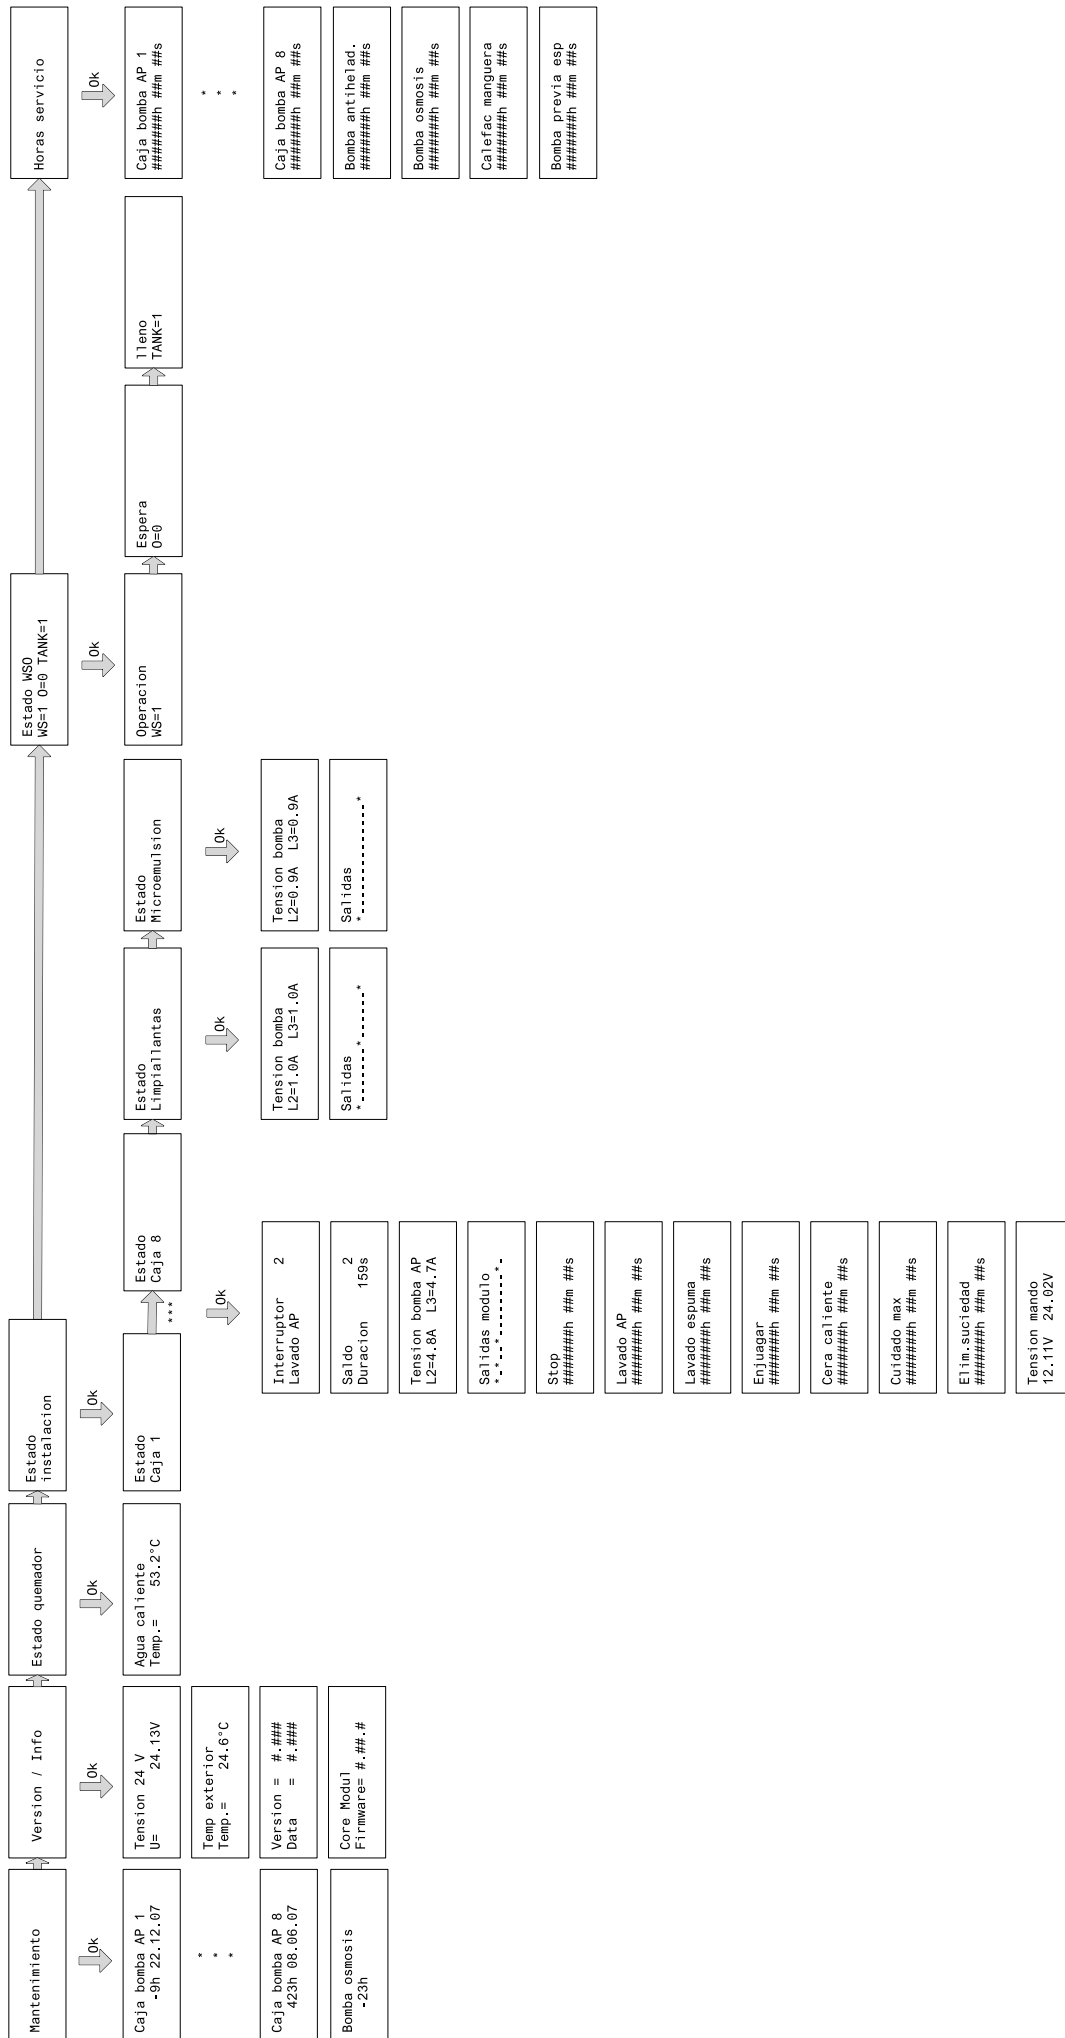 Mantenimiento
Ok
Caja bomba AP 1
-9h 22.12.07
*
*
*
Caja bomba AP 8
423h 08.06.07
Bomba osmosis
-23h
Version / Info
Ok
Tension 24 V
U= 24.13V
Temp exterior
Temp.= 24.6°C
Version = #.###
Data = #.###
Core Modul
Firmware= #.##.#
Estado quemador
Ok
Agua caliente
Temp.= 53.2°C
Estado
instalacion
Ok
Estado
Caja 1
***
Estado
Caja 8
Ok
Interruptor 2
Lavado AP
Saldo 2
Duracion 159s
Tension bomba AP
L2=4.8A L3=4.7A
Salidas modulo
*-*--*---------*-
Stop
#######h ##m ##s
Lavado AP
#######h ##m ##s
Lavado espuma
#######h ##m ##s
Enjuagar
#######h ##m ##s
Cera caliente
#######h ##m ##s
Cuidado max
#######h ##m ##s
Elim.suciedad
#######h ##m ##s
Tension mando
12.11V 24.02V
Estado
Limpiallantas
Ok
Tension bomba
L2=1.0A L3=1.0A
Salidas
*-------*------*
Estado
Microemulsion
Ok
Tension bomba
L2=0.9A L3=0.9A
Salidas
*--------------*
Estado WSO
WS=1 O=0 TANK=1
Ok
Operacion
WS=1
Espera
O=0
lleno
TANK=1
Horas servicio
Ok
Caja bomba AP 1
#######h ##m ##s
*
*
*
Caja bomba AP 8
#######h ##m ##s
Bomba antihelad.
#######h ##m ##s
Bomba osmosis
#######h ##m ##s
Calefac manguera
#######h ##m ##s
Bomba previa esp
#######h ##m ##s